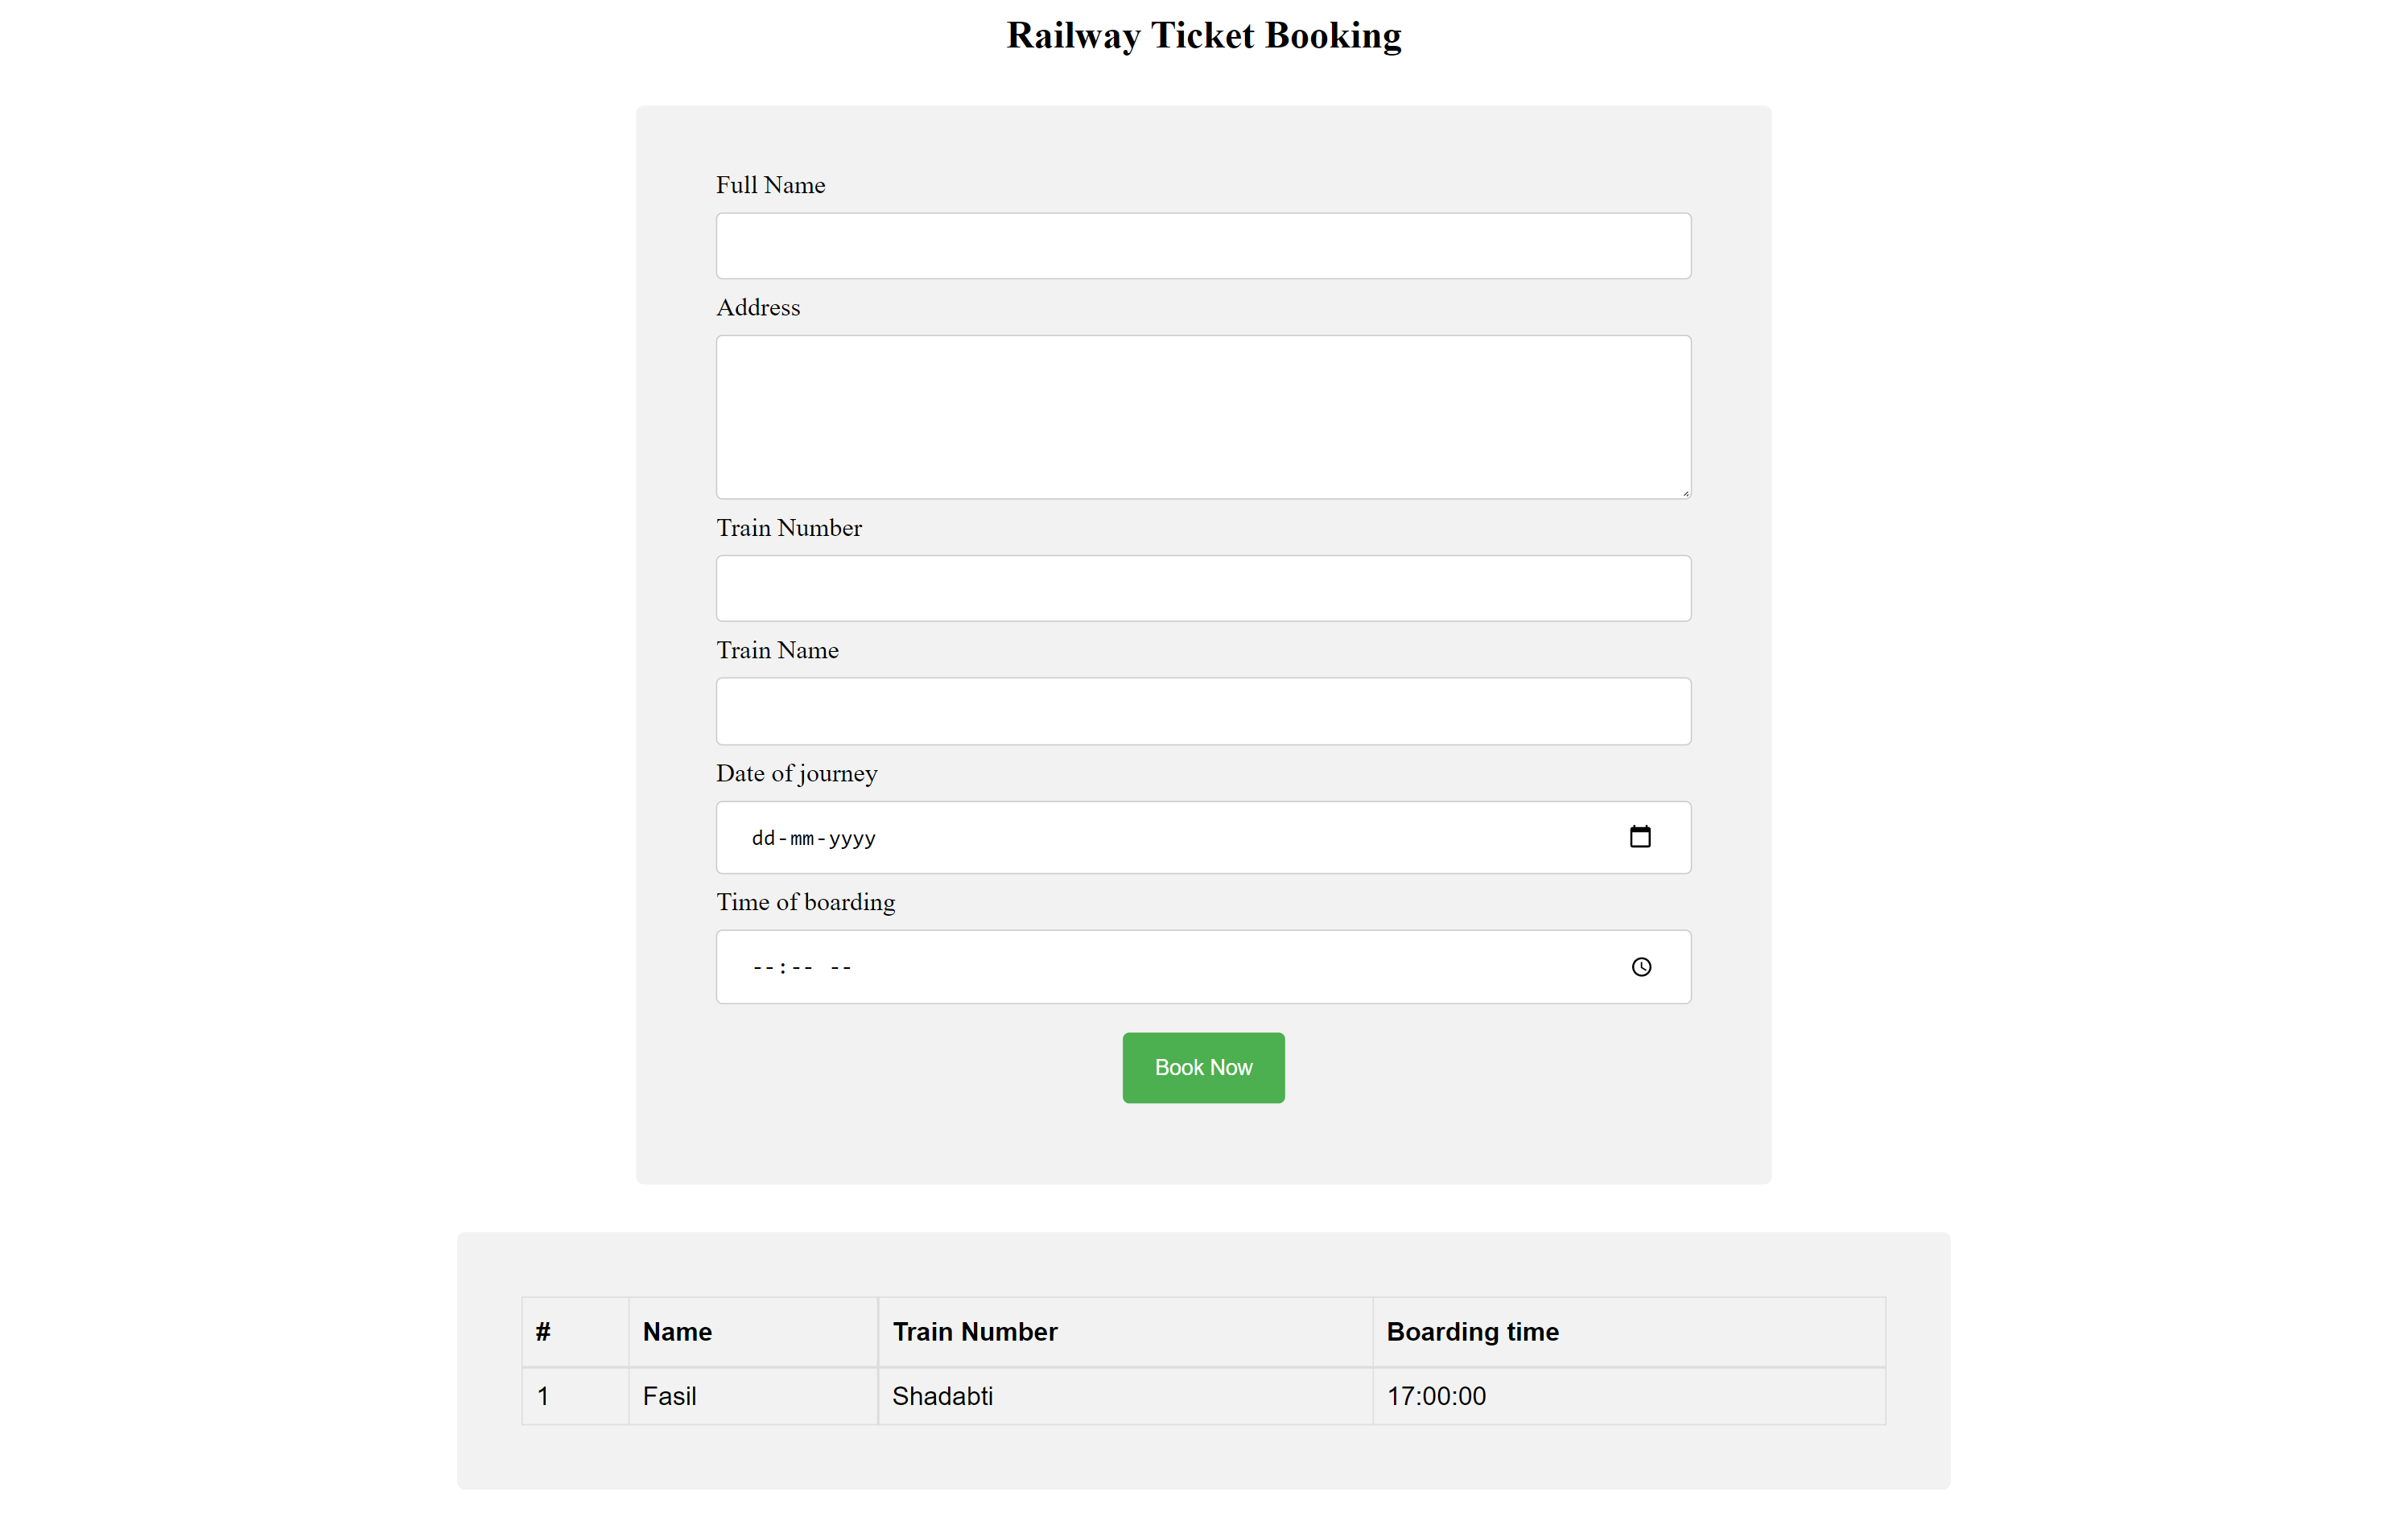 Railway Ticket Booking
Full Name
Address
Train Number
Train Name
Date of journey
dd-mm-yyyy
Time of boarding
--:-- --
Book Now
# Name Train Number Boarding time
1 Fasil Shadabti 17:00:00